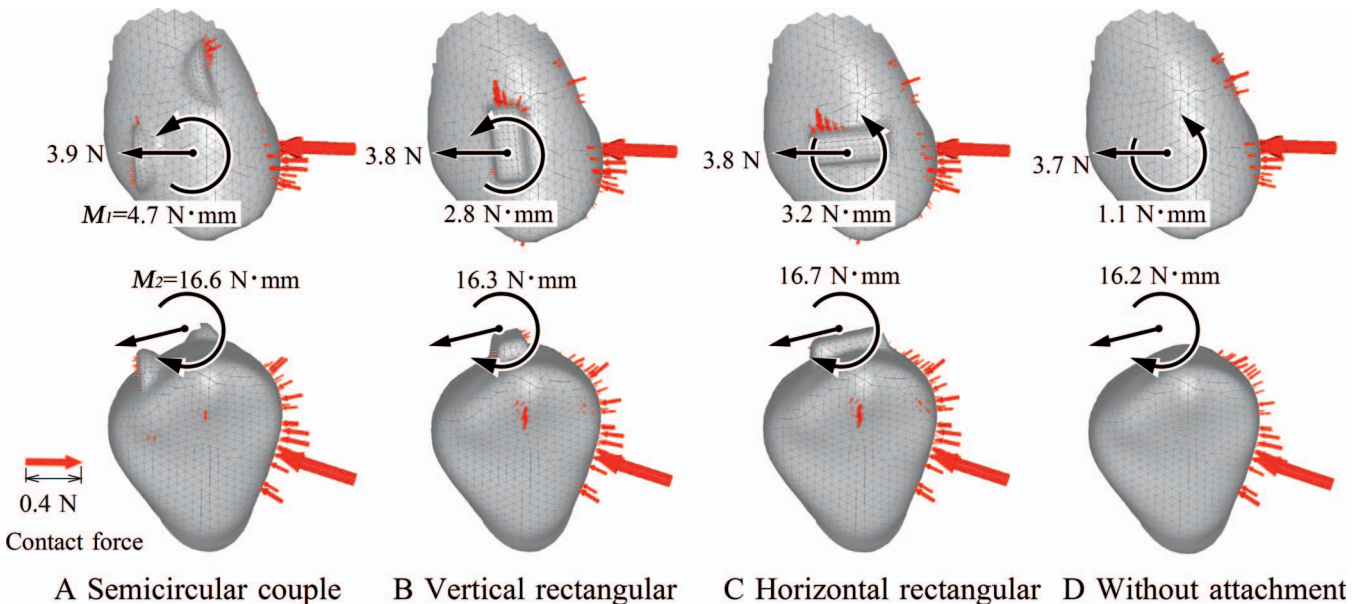 3.9 N
3.8 N
3.8 N
3.7 N
M1=4.7 N・mm
2.8 N・mm
3.2 N・mm
1.1 N・mm
M2=16.6 N・mm
16.3 N・mm
16.7 N・mm
16.2 N・mm
0.4 N
Contact force
A Semicircular couple
B Vertical rectangular
C Horizontal rectangular
D Without attachment